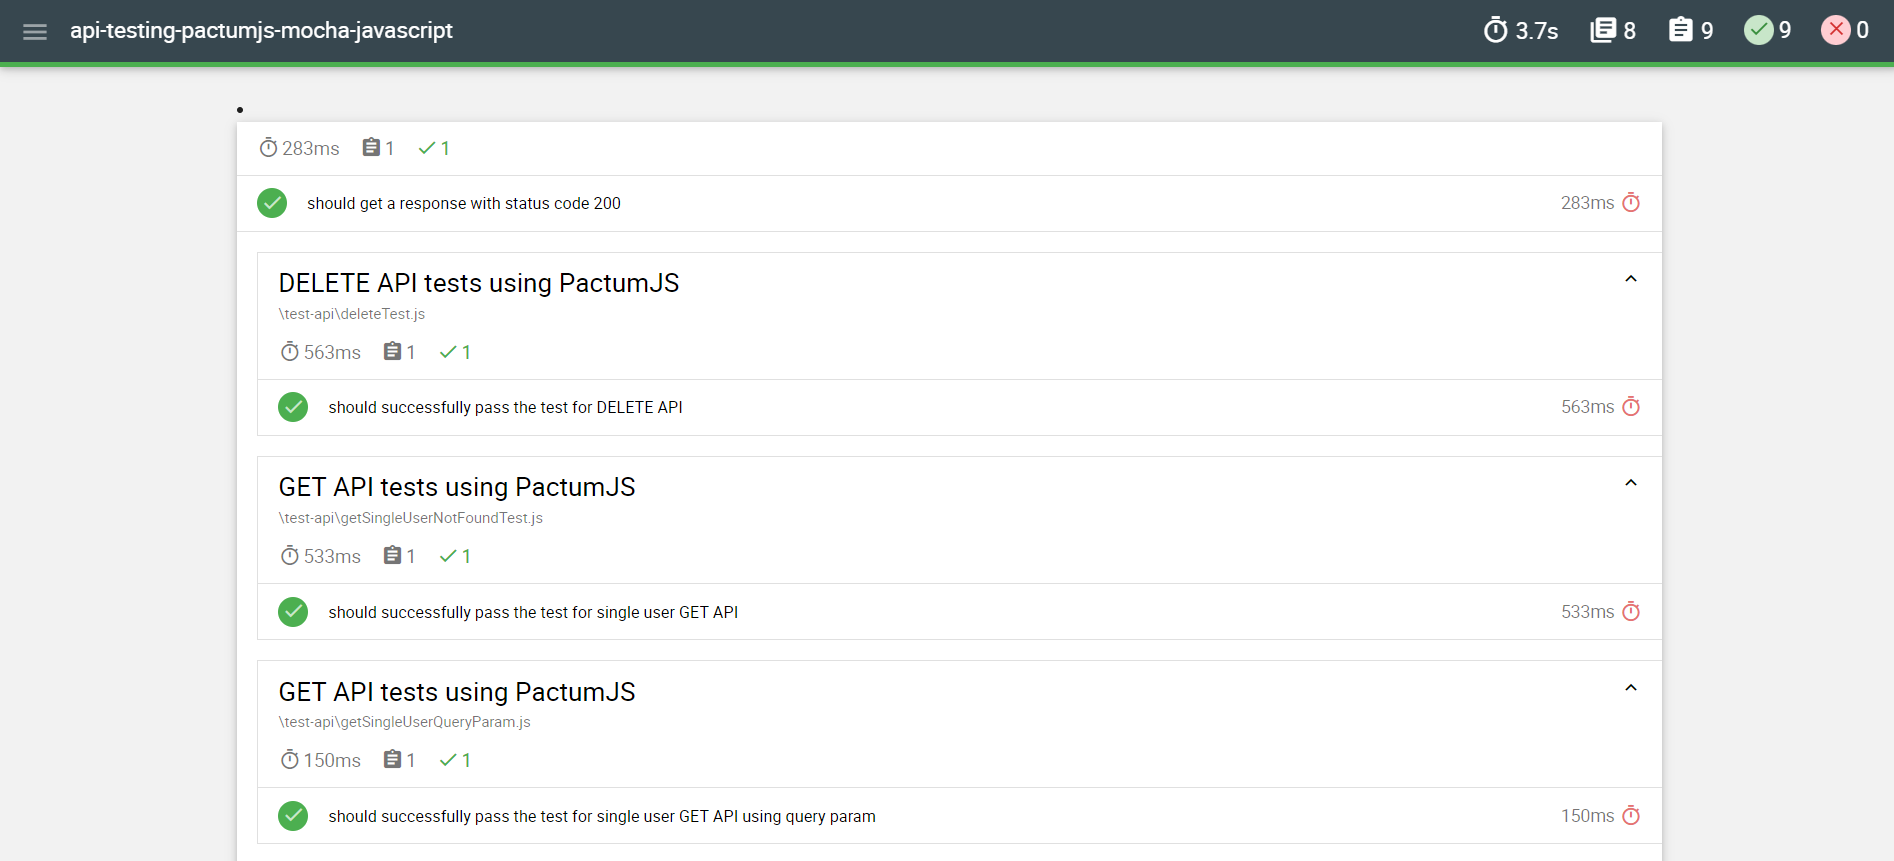 api-testing-pactumjs-mocha-javascript 3.7s 8 9 9 0
283ms 1 1
should get a response with status code 200 283ms
DELETE API tests using PactumJS
\test-api\deleteTest.js
563ms 1 1
should successfully pass the test for DELETE API 563ms
GET API tests using PactumJS
\test-api\getSingleUserNotFoundTest.js
533ms 1 1
should successfully pass the test for single user GET API 533ms
GET API tests using PactumJS
\test-api\getSingleUserQueryParam.js
150ms 1 1
should successfully pass the test for single user GET API using query param 150ms